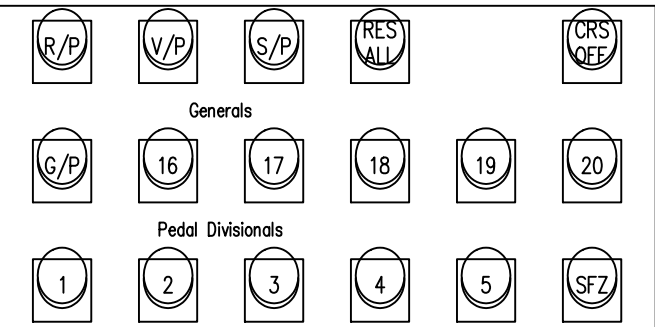 R/P V/P S/P RES ALL CRS OFF
Generals
G/P 16 17 18 19 20
Pedal Divisionals
1 2 3 4 5 SFZ